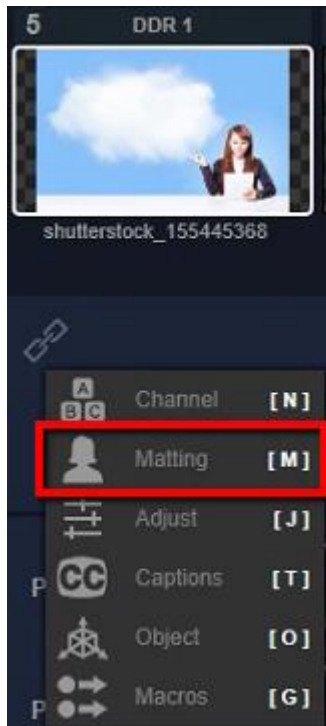 5 DDR 1
shutterstock_155445368
A
B C
Channel [N]
Matting [M]
Adjust [J]
P CC Captions [T]
Object [O]
P Macros [G]